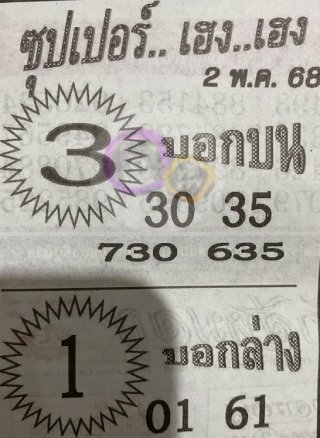 ซุปเปอร์.. เฮง..เฮง
2 พ.ค. 68
3 บอกบน
30 35
730 635
1 บอกล่าง
01 61